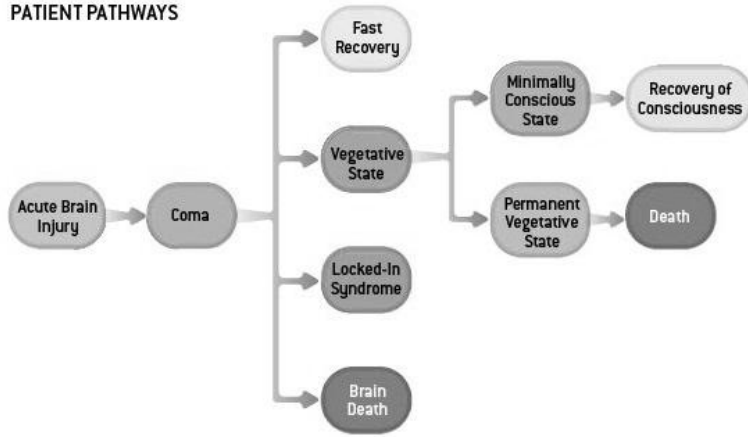 PATIENT PATHWAYS
Fast
Recovery
Minimally
Conscious
State
Recovery of
Consciousness
Vegetative
State
Acute Brain
Injury
Coma
Permanent
Vegetative
State
Death
Locked-In
Syndrome
Brain
Death